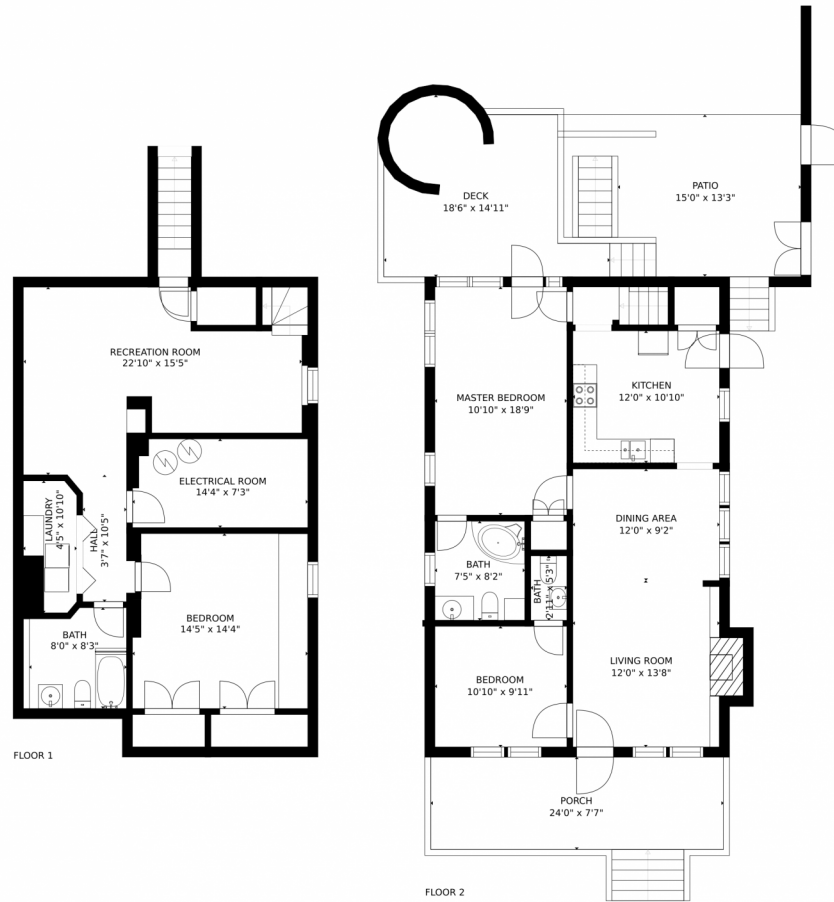 RECREATION ROOM
22'10" x 15'5"
ELECTRICAL ROOM
14'4" x 7'3"
LAUNDRY
4'5" x 10'10"
HALL
3'7" x 10'5"
BEDROOM
14'5" x 14'4"
BATH
8'0" x 8'3"
FLOOR 1
DECK
18'6" x 14'11"
PATIO
15'0" x 13'3"
MASTER BEDROOM
10'10" x 18'9"
KITCHEN
12'0" x 10'10"
DINING AREA
12'0" x 9'2"
BATH
7'5" x 8'2"
BATH
2'11" x 5'3"
LIVING ROOM
12'0" x 13'8"
BEDROOM
10'10" x 9'11"
PORCH
24'0" x 7'7"
FLOOR 2